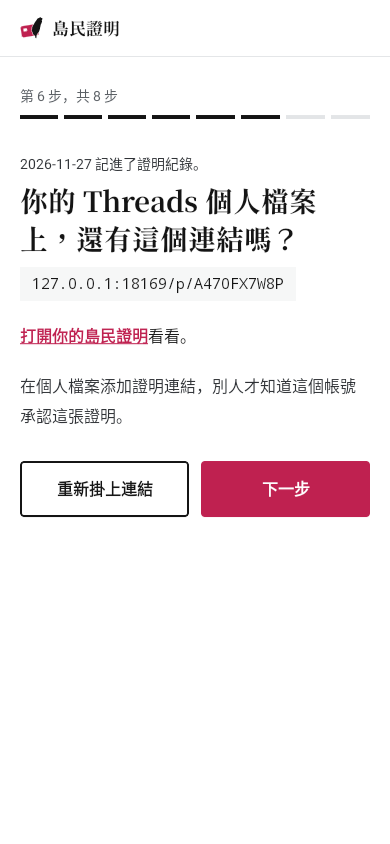 島民證明
第 6 步，共 8 步
2026-11-27 記進了證明紀錄。
你的 Threads 個人檔案
上，還有這個連結嗎？
127.0.0.1:18169/p/A47OFX7W8P
打開你的島民證明看看。
在個人檔案添加證明連結，別人才知道這個帳號
承認這張證明。
重新掛上連結
下一步